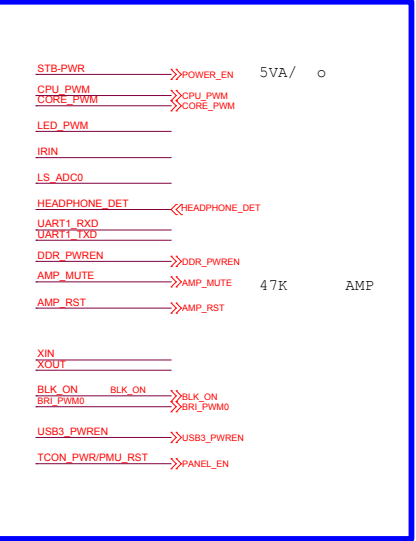 STB-PWR POWER_EN 5VA/ o
CPU_PWM CPU_PWM
CORE_PWM CORE_PWM
LED_PWM
IRIN
LS_ADC0
HEADPHONE_DET HEADPHONE_DET
UART1_RXD
UART1_TXD
DDR_PWREN DDR_PWREN
AMP_MUTE AMP_MUTE 47K AMP
AMP_RST AMP_RST
XIN
XOUT
BLK_ON BLK_ON BLK_ON
BRI_PWM0 BRI_PWM0
USB3_PWREN USB3_PWREN
TCON_PWR/PMU_RST PANEL_EN